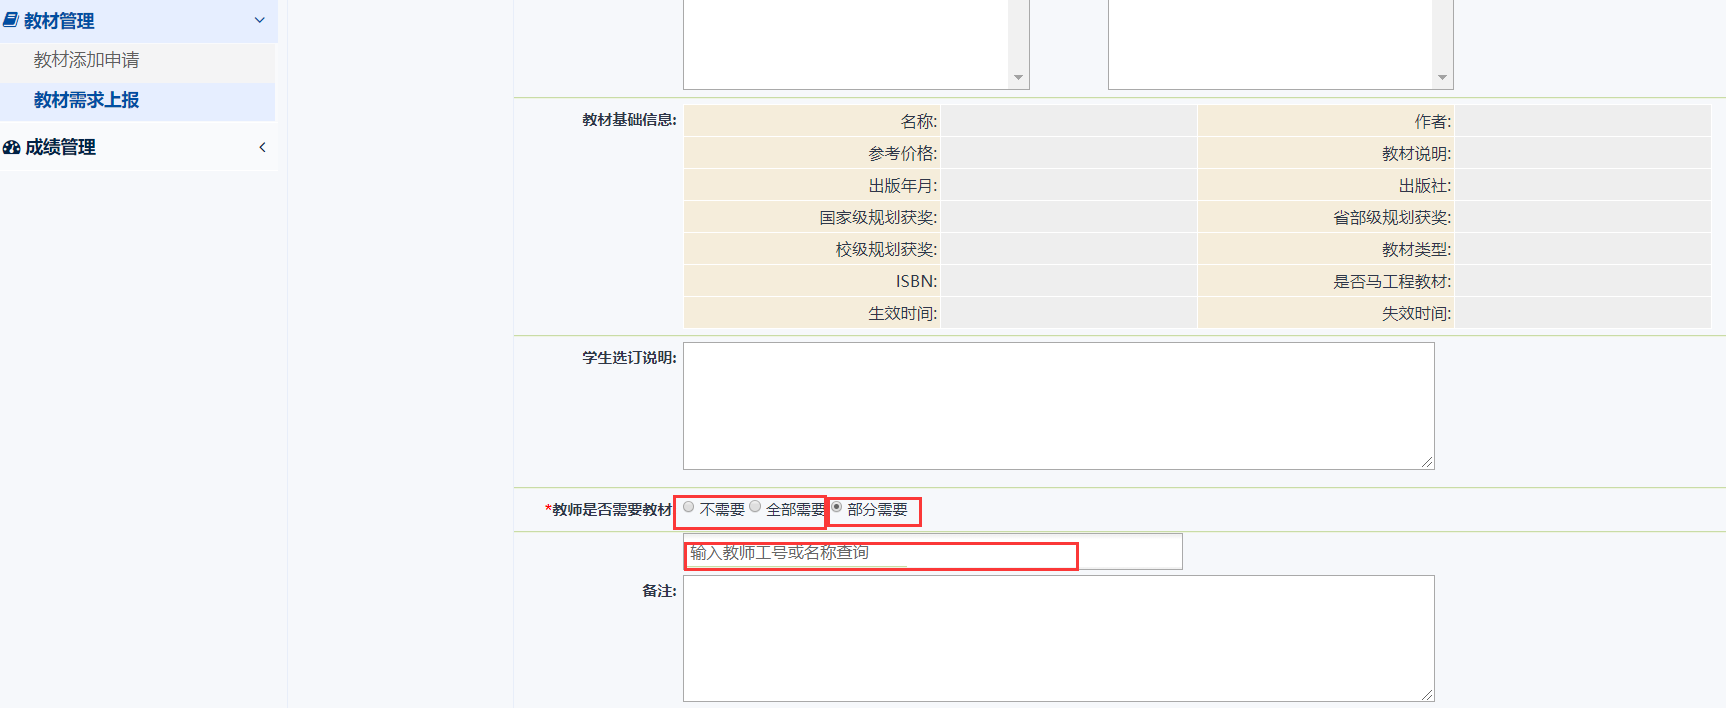 教材管理
教材添加申请
教材需求上报
成绩管理
教材基础信息:
名称:
作者:
参考价格:
教材说明:
出版年月:
出版社:
国家级规划获奖:
省部级规划获奖:
校级规划获奖:
教材类型:
ISBN:
是否马工程教材:
生效时间:
失效时间:
学生选订说明:
*教师是否需要教材 不需要 全部需要 部分需要
输入教师工号或名称查询
备注: